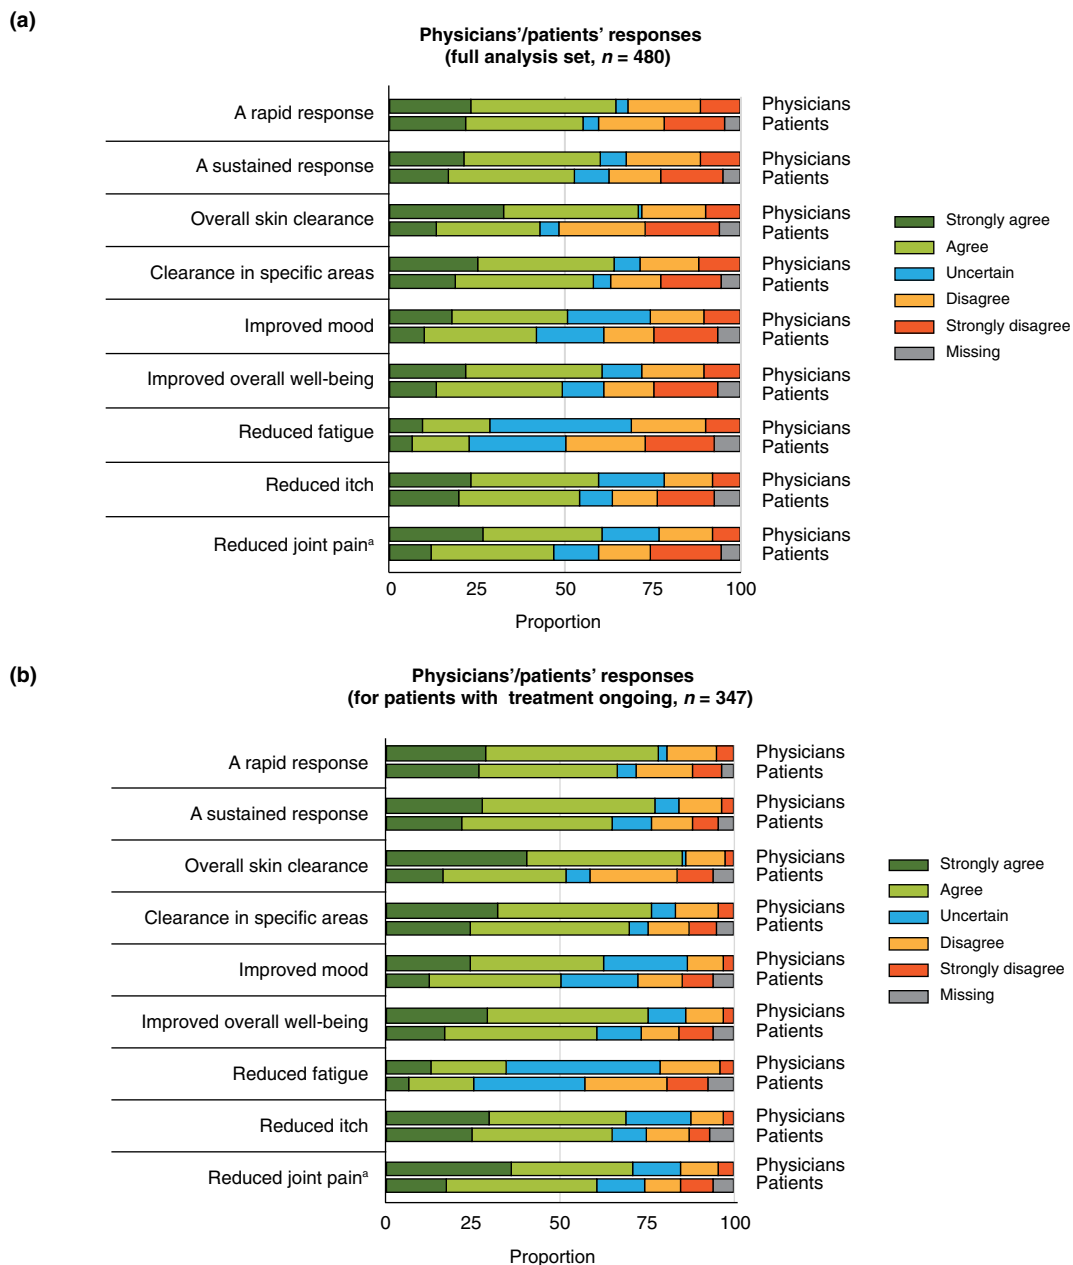 (a)
Physicians’/patients’ responses
(full analysis set, n = 480)
A rapid response
Physicians
Patients
A sustained response
Physicians
Patients
Overall skin clearance
Physicians
Patients
Clearance in specific areas
Physicians
Patients
Improved mood
Physicians
Patients
Improved overall well-being
Physicians
Patients
Reduced fatigue
Physicians
Patients
Reduced itch
Physicians
Patients
Reduced joint painᵃ
Physicians
Patients
0 25 50 75 100
Proportion
Strongly agree
Agree
Uncertain
Disagree
Strongly disagree
Missing
(b)
Physicians’/patients’ responses
(for patients with treatment ongoing, n = 347)
A rapid response
Physicians
Patients
A sustained response
Physicians
Patients
Overall skin clearance
Physicians
Patients
Clearance in specific areas
Physicians
Patients
Improved mood
Physicians
Patients
Improved overall well-being
Physicians
Patients
Reduced fatigue
Physicians
Patients
Reduced itch
Physicians
Patients
Reduced joint painᵃ
Physicians
Patients
0 25 50 75 100
Proportion
Strongly agree
Agree
Uncertain
Disagree
Strongly disagree
Missing